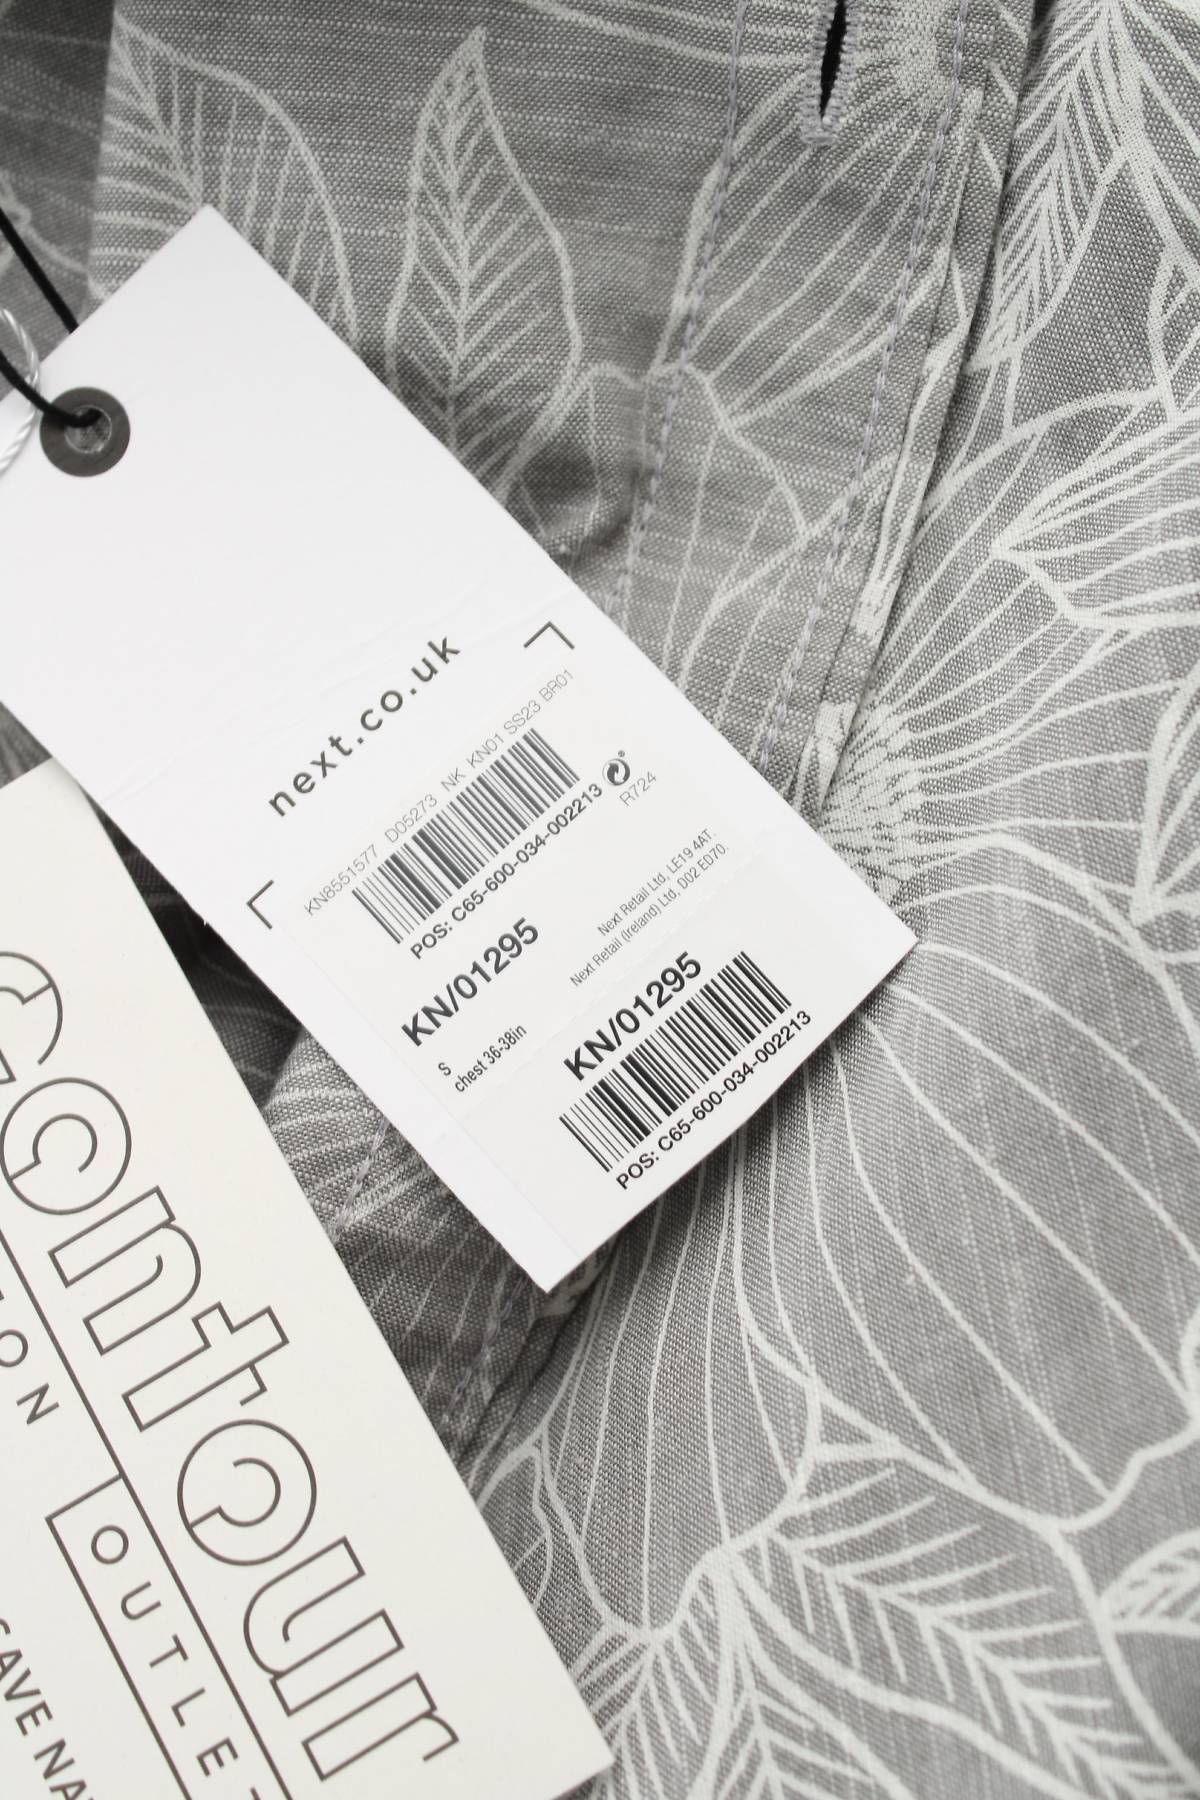 next.co.uk
KN8551577 D05273 NK KN01 SS23 BR01
POS: C65-600-034-002213
R724
KN/01295
Next Retail Ltd, LE19 4AT.
Next Retail (Ireland) Ltd, D02 ED70.
S
chest 36-38in
KN/01295
POS: C65-600-034-002213
contour
OUTLE